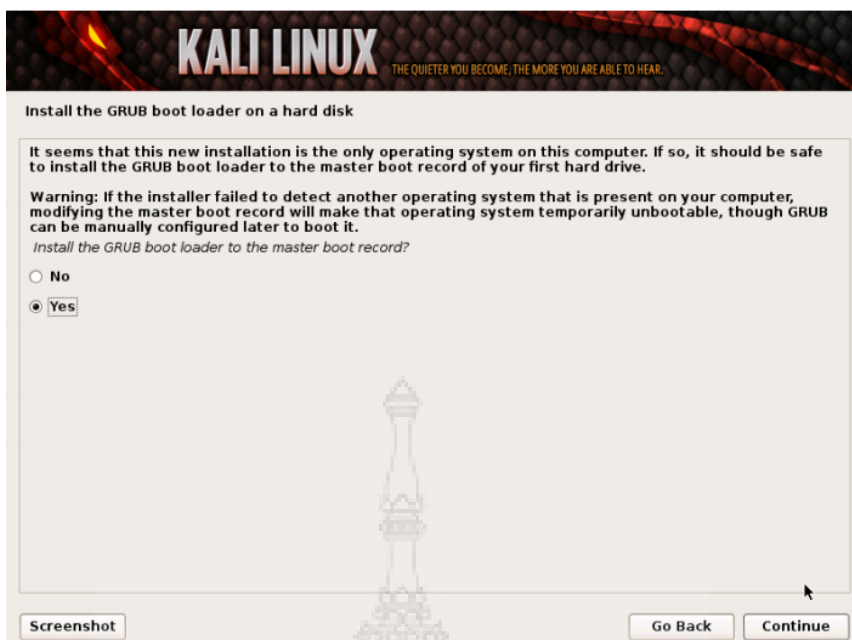 KALI LINUX
THE QUIETER YOU BECOME, THE MORE YOU ARE ABLE TO HEAR.
Install the GRUB boot loader on a hard disk
It seems that this new installation is the only operating system on this computer. If so, it should be safe
to install the GRUB boot loader to the master boot record of your first hard drive.
Warning: If the installer failed to detect another operating system that is present on your computer,
modifying the master boot record will make that operating system temporarily unbootable, though GRUB
can be manually configured later to boot it.
Install the GRUB boot loader to the master boot record?
No
Yes
Screenshot
Go Back
Continue